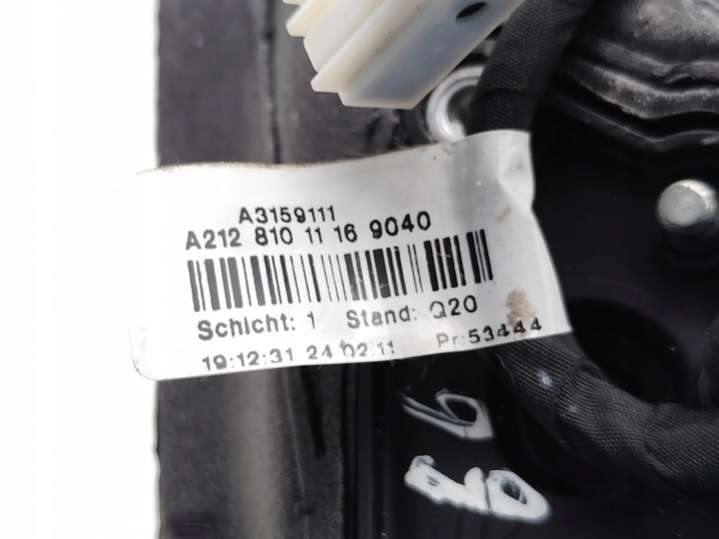 A3159111
A212 810 11 16 9040
Schicht: 1 Stand: Q20
19:12:31 24 02:11 Pr:53444